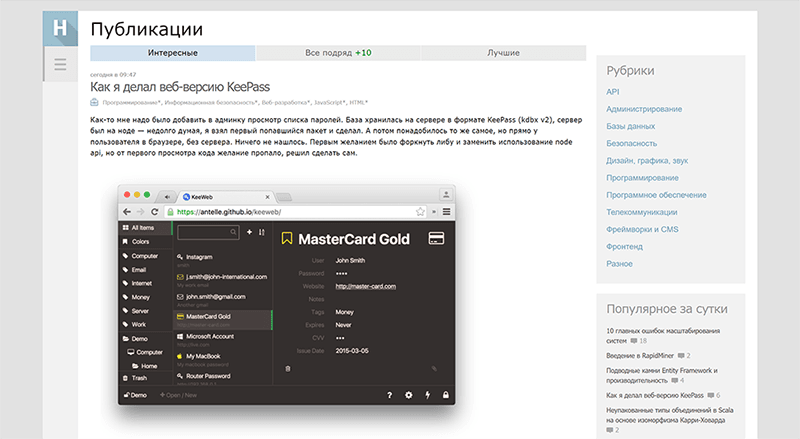 H
Публикации
Интересные
Все подряд +10
Лучшие
сегодня в 09:47
Как я делал веб-версию KeePass
Программирование*, Информационная безопасность*, Веб-разработка*, JavaScript*, HTML*
Как-то мне надо было добавить в админку просмотр списка паролей. База хранилась на сервере в формате KeePass (kdbx v2), сервер
был на ноде — недолго думая, я взял первый попавшийся пакет и сделал. А потом понадобилось то же самое, но прямо у
пользователя в браузере, без сервера. Ничего не нашлось. Первым желанием было форкнуть либу и заменить использование node
api, но от первого просмотра кода желание пропало, решил сделать сам.
KeeWeb
https://antelle.github.io/keeweb/
All Items
Colors
Computer
Email
Internet
Money
Server
Work
Demo
Computer
Home
Trash
Demo
Instagram
j.smith@john-international.com
My work email
john.smith@gmail.com
Another gmail
MasterCard Gold
http://master-card.com
Microsoft Account
My MacBook
Router Password
+ Open / New
MasterCard Gold
User John Smith
Password ••••
Website http://master-card.com
Notes
Tags Money
Expires Never
CVV •••
Issue Date 2015-03-05
Рубрики
API
Администрирование
Базы данных
Безопасность
Дизайн, графика, звук
Программирование
Программное обеспечение
Телекоммуникации
Фреймворки и CMS
Фронтенд
Разное
Популярное за сутки
10 главных ошибок масштабирования
систем 18
Введение в RapidMiner 2
Подводные камни Entity Framework и
производительность 4
Как я делал веб-версию KeePass 6
Неупакованные типы объединений в Scala
на основе изоморфизма Карри-Ховарда
2